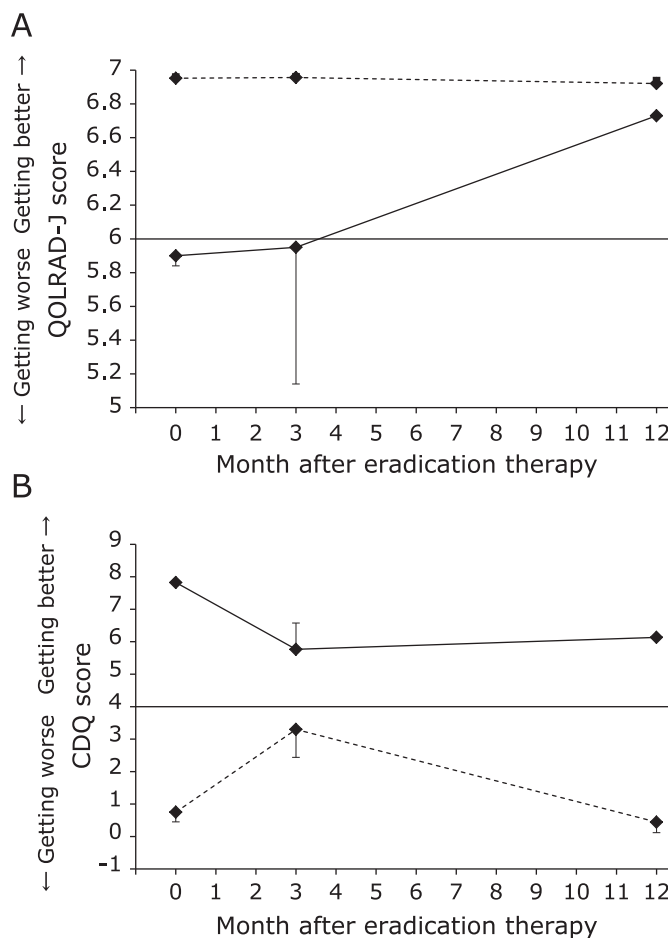 A
← Getting worse Getting better →
QOLRAD-J score
7
6.8
6.6
6.4
6.2
6
5.8
5.6
5.4
5.2
5
0 1 2 3 4 5 6 7 8 9 10 11 12
Month after eradication therapy
B
← Getting worse Getting better →
CDQ score
9
8
7
6
5
4
3
2
1
0
-1
0 1 2 3 4 5 6 7 8 9 10 11 12
Month after eradication therapy